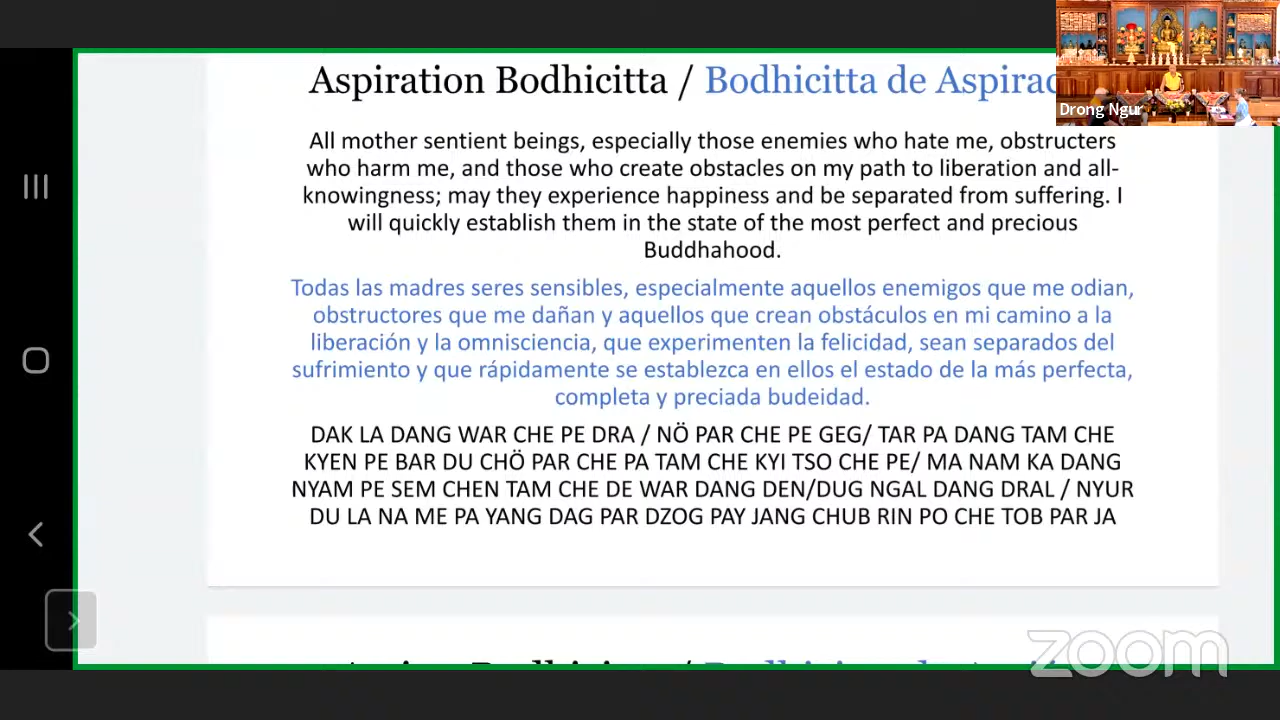 Aspiration Bodhicitta / Bodhicitta de Aspirac
Drong Ngur
All mother sentient beings, especially those enemies who hate me, obstructers
who harm me, and those who create obstacles on my path to liberation and all-
knowingness; may they experience happiness and be separated from suffering. I
will quickly establish them in the state of the most perfect and precious
Buddhahood.
Todas las madres seres sensibles, especialmente aquellos enemigos que me odian,
obstructores que me dañan y aquellos que crean obstáculos en mi camino a la
liberación y la omnisciencia, que experimenten la felicidad, sean separados del
sufrimiento y que rápidamente se establezca en ellos el estado de la más perfecta,
completa y preciada budeidad.
DAK LA DANG WAR CHE PE DRA / NÖ PAR CHE PE GEG/ TAR PA DANG TAM CHE
KYEN PE BAR DU CHÖ PAR CHE PA TAM CHE KYI TSO CHE PE/ MA NAM KA DANG
NYAM PE SEM CHEN TAM CHE DE WAR DANG DEN/DUG NGAL DANG DRAL / NYUR
DU LA NA ME PA YANG DAG PAR DZOG PAY JANG CHUB RIN PO CHE TOB PAR JA
zoom